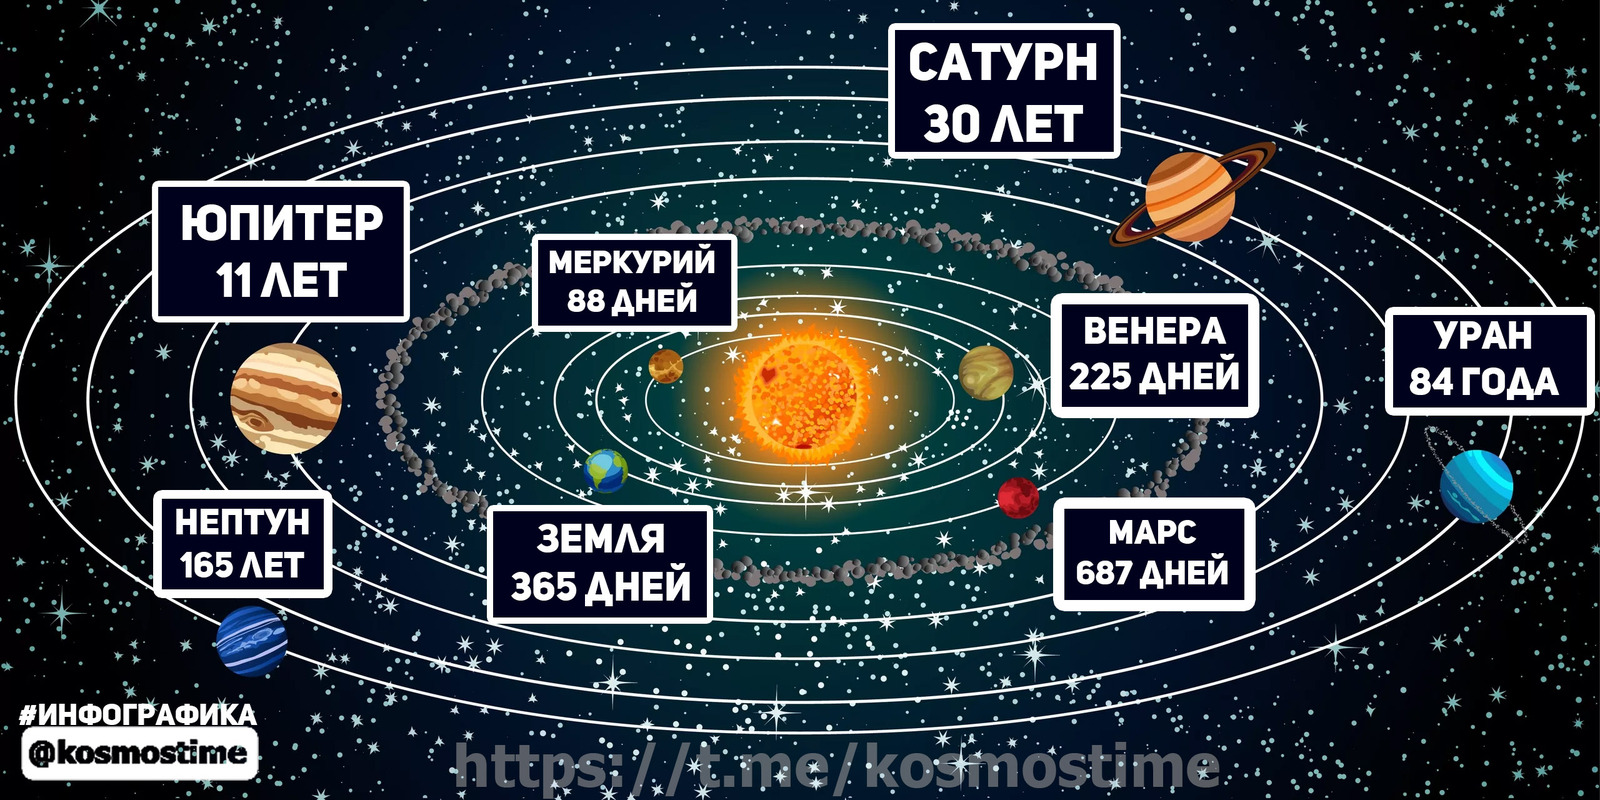 САТУРН
30 ЛЕТ
ЮПИТЕР
11 ЛЕТ
МЕРКУРИЙ
88 ДНЕЙ
ВЕНЕРА
225 ДНЕЙ
УРАН
84 ГОДА
НЕПТУН
165 ЛЕТ
ЗЕМЛЯ
365 ДНЕЙ
МАРС
687 ДНЕЙ
#ИНФОГРАФИКА
@kosmostime
https://t.me/kosmostime